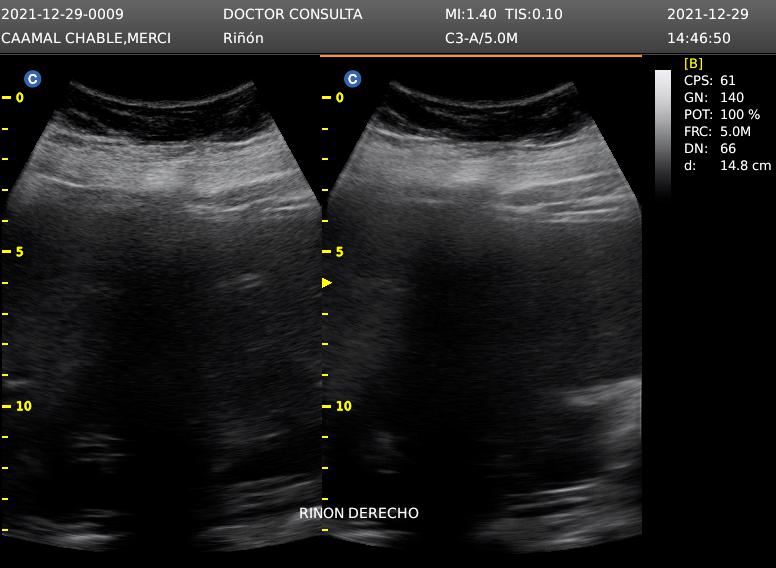 2021-12-29-0009 DOCTOR CONSULTA MI:1.40 TIS:0.10 2021-12-29
CAAMAL CHABLE,MERCI Riñón C3-A/5.0M 14:46:50
C C [B]
0 0 CPS: 61
GN: 140
POT: 100 %
FRC: 5.0M
DN: 66
d: 14.8 cm
5 5
10 10
RINON DERECHO